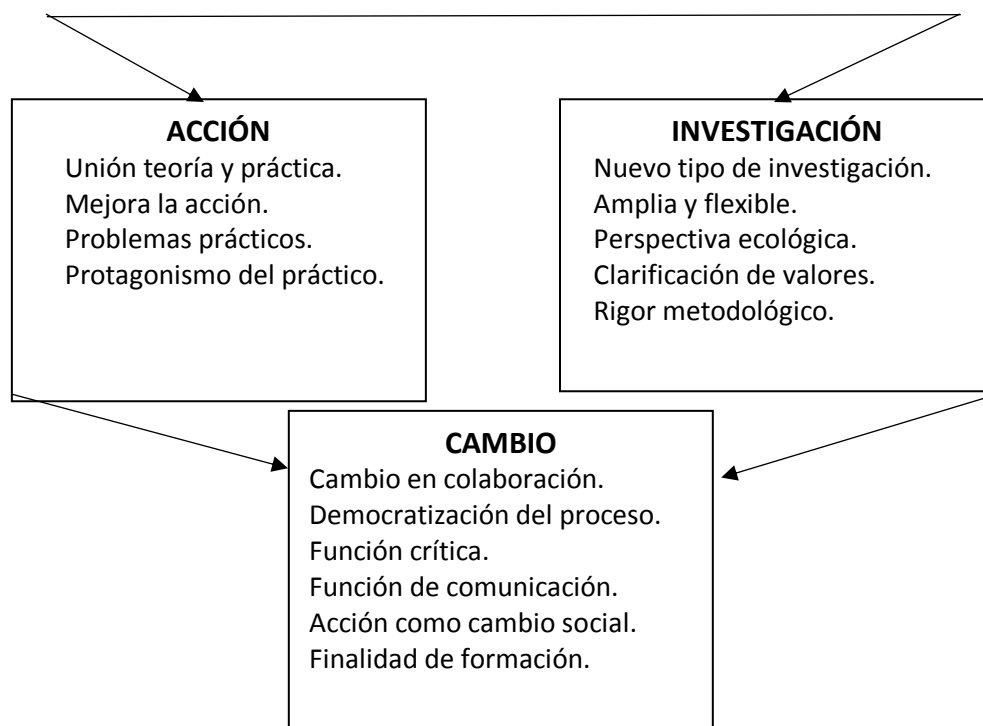 ACCIÓN
Unión teoría y práctica.
Mejora la acción.
Problemas prácticos.
Protagonismo del práctico.
INVESTIGACIÓN
Nuevo tipo de investigación.
Amplia y flexible.
Perspectiva ecológica.
Clarificación de valores.
Rigor metodológico.
CAMBIO
Cambio en colaboración.
Democratización del proceso.
Función crítica.
Función de comunicación.
Acción como cambio social.
Finalidad de formación.